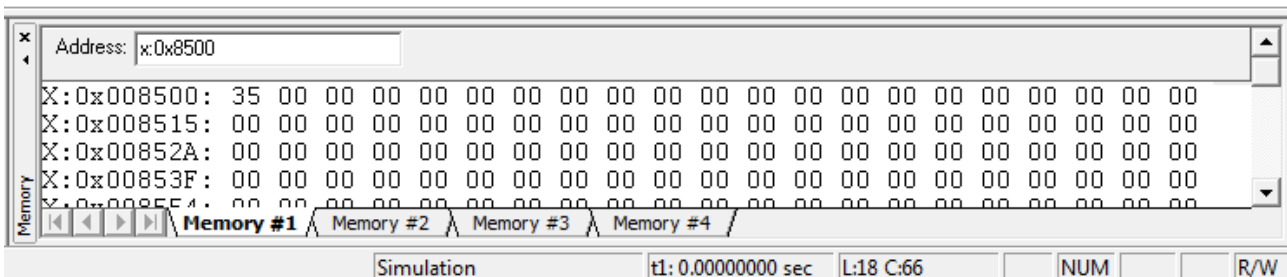 Address: x:0x8500
X:0x008500: 35 00 00 00 00 00 00 00 00 00 00 00 00 00 00 00 00 00 00 00 00
X:0x008515: 00 00 00 00 00 00 00 00 00 00 00 00 00 00 00 00 00 00 00 00 00
X:0x00852A: 00 00 00 00 00 00 00 00 00 00 00 00 00 00 00 00 00 00 00 00 00
X:0x00853F: 00 00 00 00 00 00 00 00 00 00 00 00 00 00 00 00 00 00 00 00 00
Memory
Memory #1 Memory #2 Memory #3 Memory #4
Simulation t1: 0.00000000 sec L:18 C:66 NUM R/W